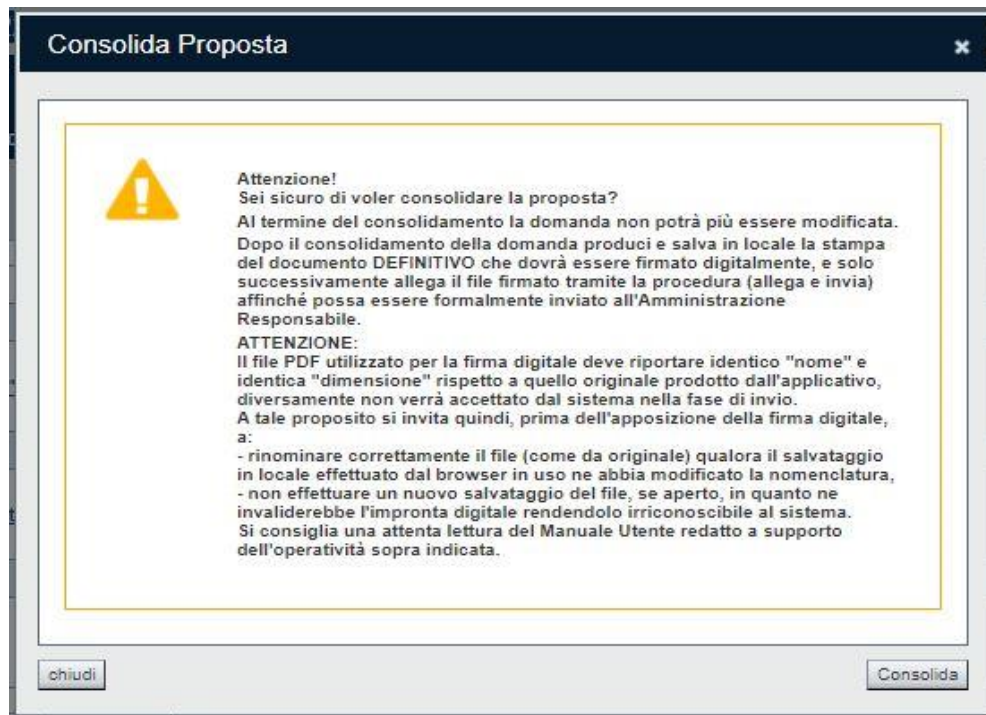 Consolida Proposta
Attenzione!
Sei sicuro di voler consolidare la proposta?
Al termine del consolidamento la domanda non potrà più essere modificata.
Dopo il consolidamento della domanda produci e salva in locale la stampa
del documento DEFINITIVO che dovrà essere firmato digitalmente, e solo
successivamente allega il file firmato tramite la procedura (allega e invia)
affinché possa essere formalmente inviato all'Amministrazione
Responsabile.
ATTENZIONE:
Il file PDF utilizzato per la firma digitale deve riportare identico "nome" e
identica "dimensione" rispetto a quello originale prodotto dall'applicativo,
diversamente non verrà accettato dal sistema nella fase di invio.
A tale proposito si invita quindi, prima dell'apposizione della firma digitale,
a:
- rinominare correttamente il file (come da originale) qualora il salvataggio
in locale effettuato dal browser in uso ne abbia modificato la nomenclatura,
- non effettuare un nuovo salvataggio del file, se aperto, in quanto ne
invaliderebbe l'impronta digitale rendendolo irriconoscibile al sistema.
Si consiglia una attenta lettura del Manuale Utente redatto a supporto
dell'operatività sopra indicata.
chiudi
Consolida